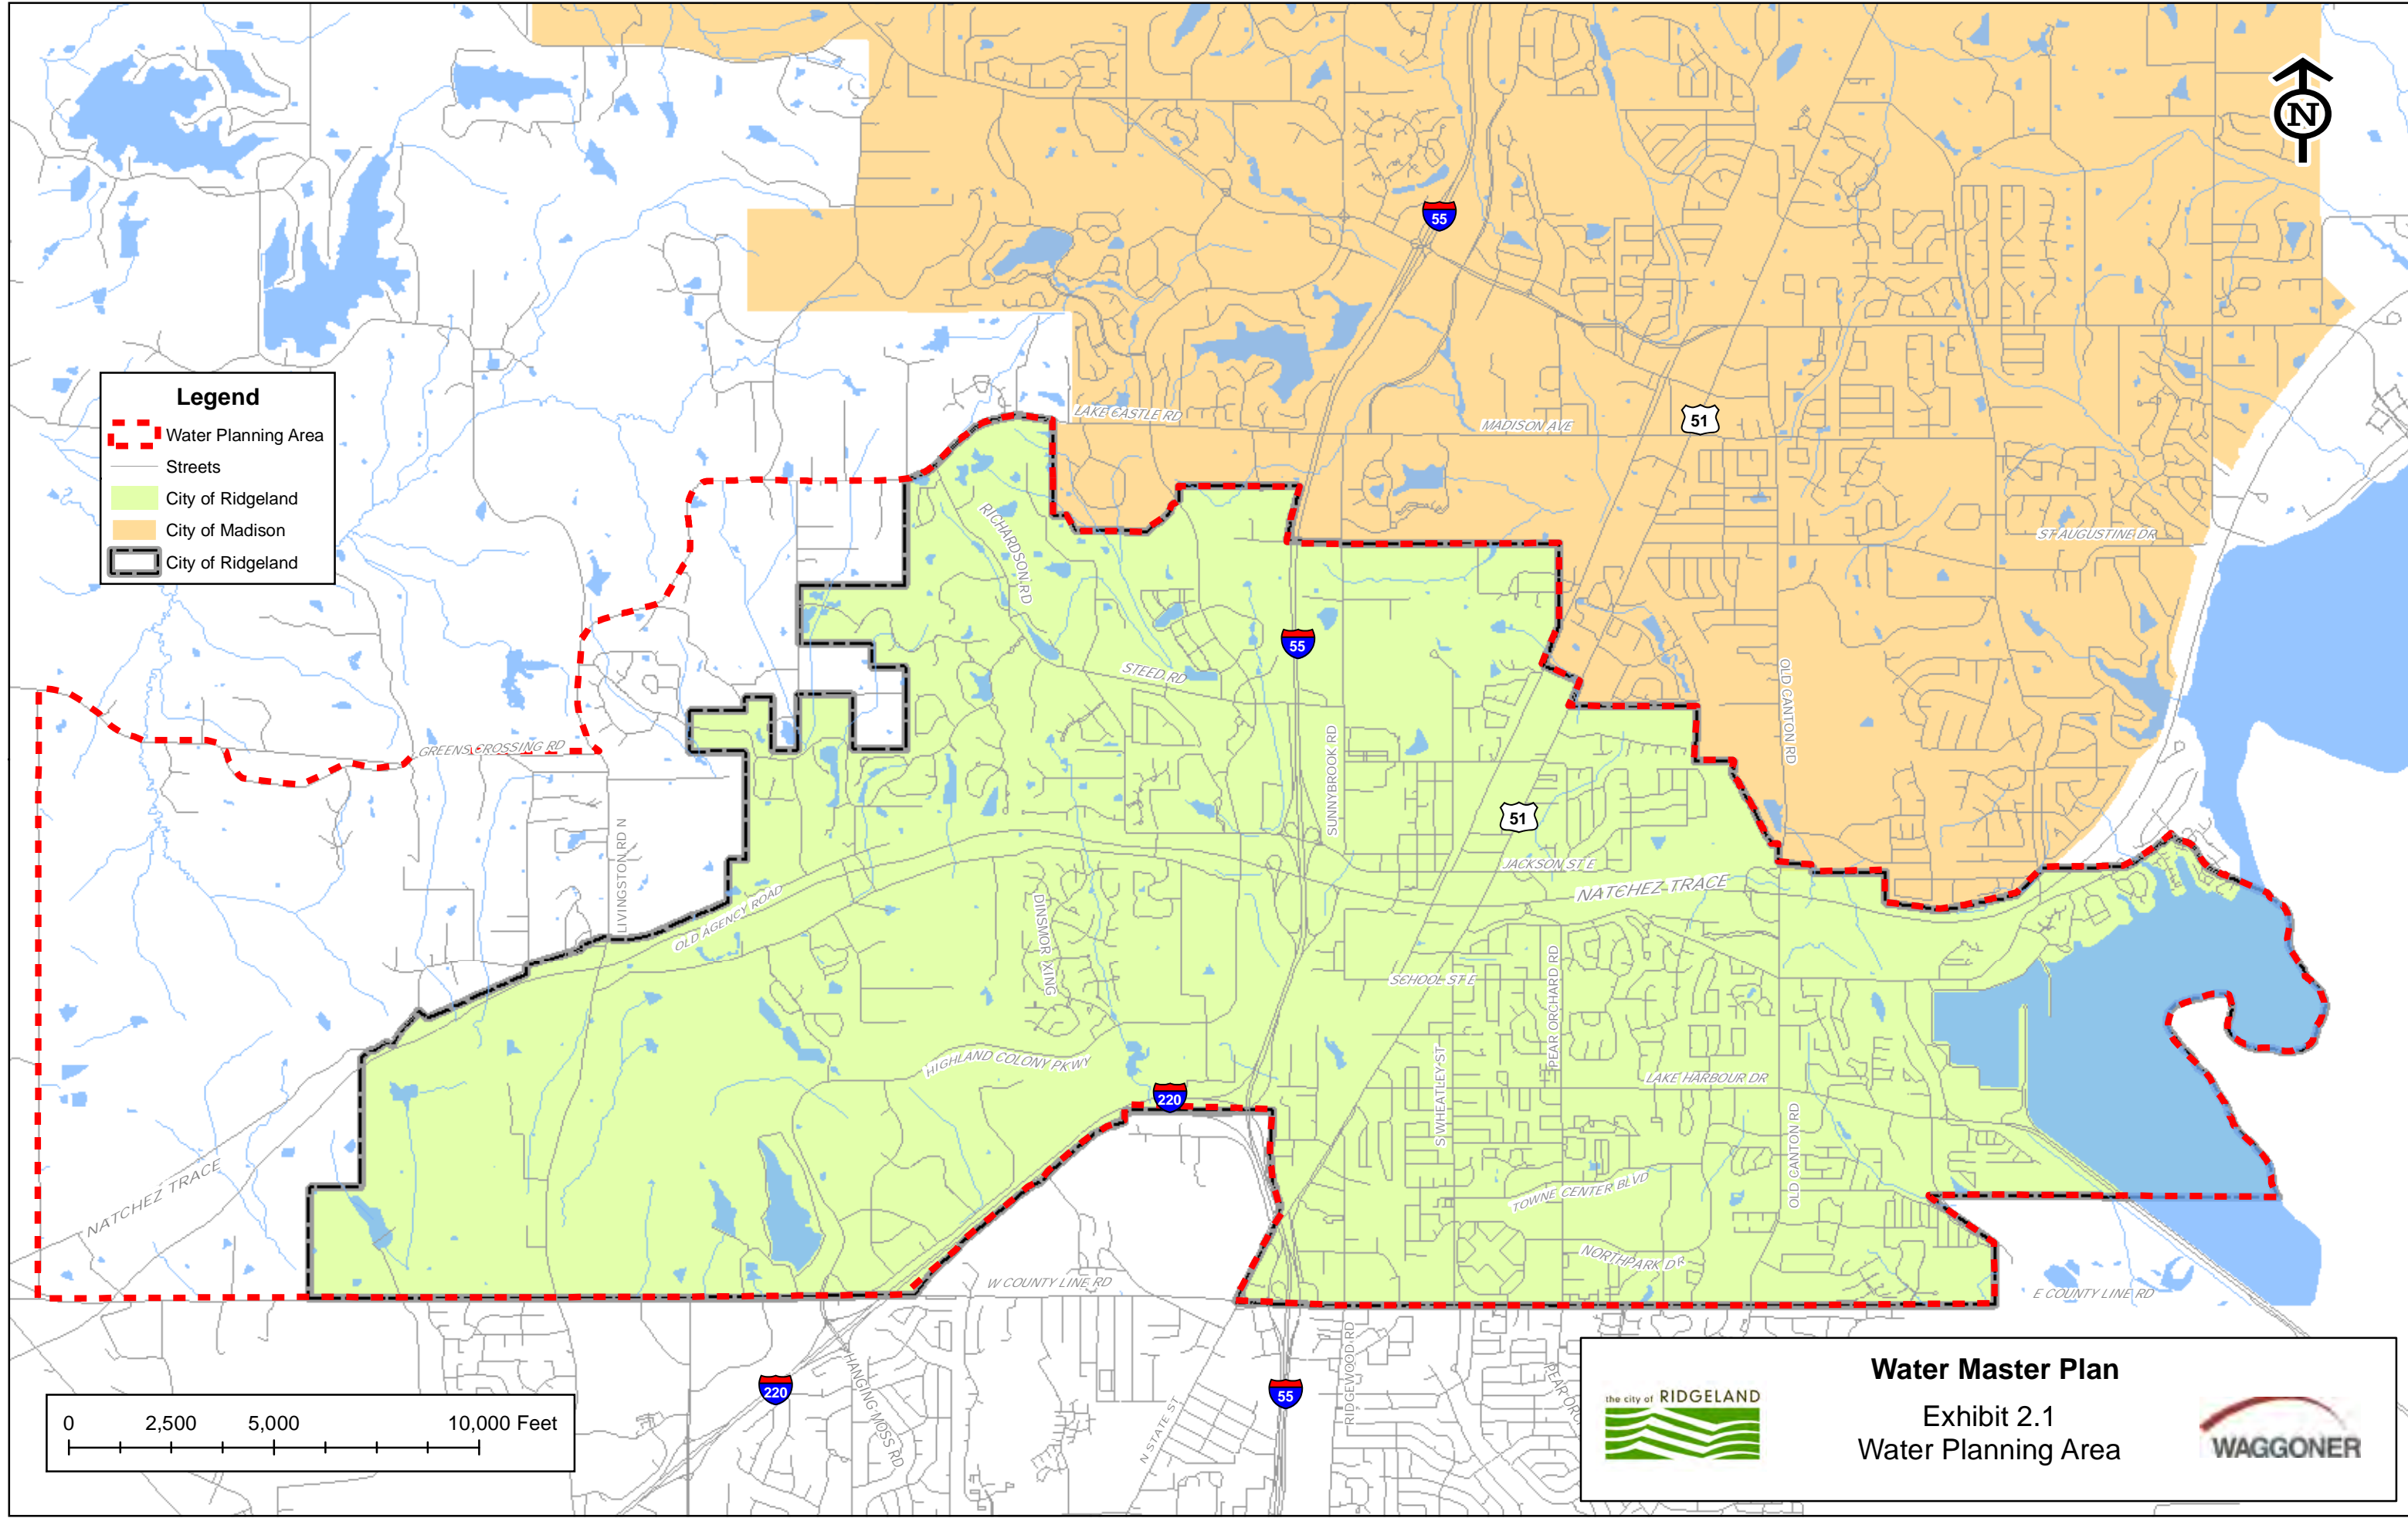 N
55
LAKE CASTLE RD
MADISON AVE
51
Legend
Water Planning Area
Streets
City of Ridgeland
City of Madison
City of Ridgeland
RICHARDSON RD
ST AUGUSTINE DR
55
STEED RD
OLD CANTON RD
GREENS CROSSING RD
SUNNYBROOK RD
51
LIVINGSTON RD N
JACKSON ST E
NATCHEZ TRACE
OLD AGENCY ROAD
DINSMOR XING
SCHOOL ST E
PEAR ORCHARD RD
HIGHLAND COLONY PKWY
S WHEATLEY ST
LAKE HARBOUR DR
220
OLD CANTON RD
NATCHEZ TRACE
TOWNE CENTER BLVD
NORTHPARK DR
W COUNTY LINE RD
E COUNTY LINE RD
RIDGEWOOD RD
HANGING MOSS RD
220
55
N STATE ST
0 2,500 5,000 10,000 Feet
Water Master Plan
the city of RIDGELAND
Exhibit 2.1
Water Planning Area
WAGGONER